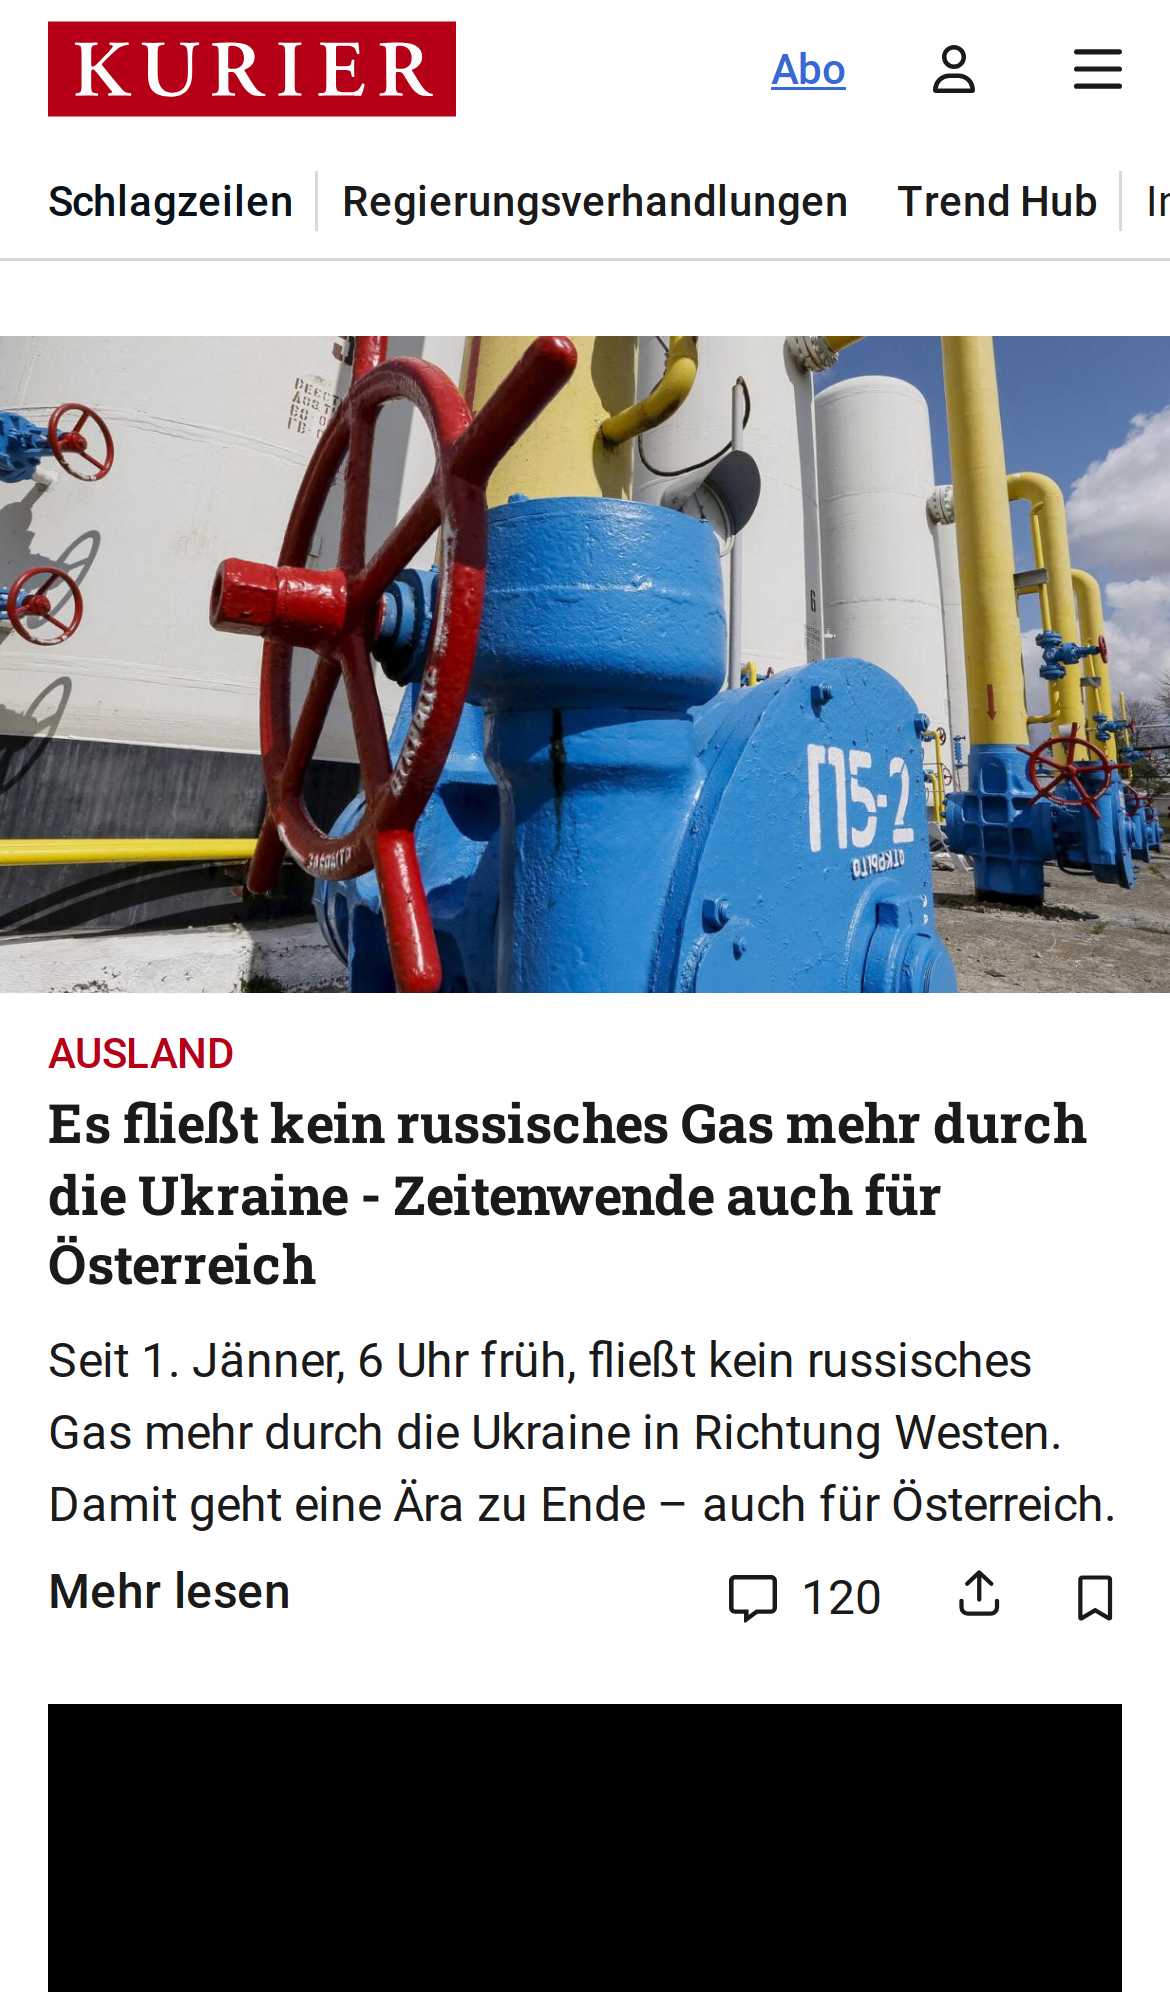 KURIER
Abo
Schlagzeilen
Regierungsverhandlungen
Trend Hub
6
П5-2
ОТКРЫТО
AUSLAND
Es fließt kein russisches Gas mehr durch
die Ukraine - Zeitenwende auch für
Österreich
Seit 1. Jänner, 6 Uhr früh, fließt kein russisches
Gas mehr durch die Ukraine in Richtung Westen.
Damit geht eine Ära zu Ende – auch für Österreich.
Mehr lesen
120